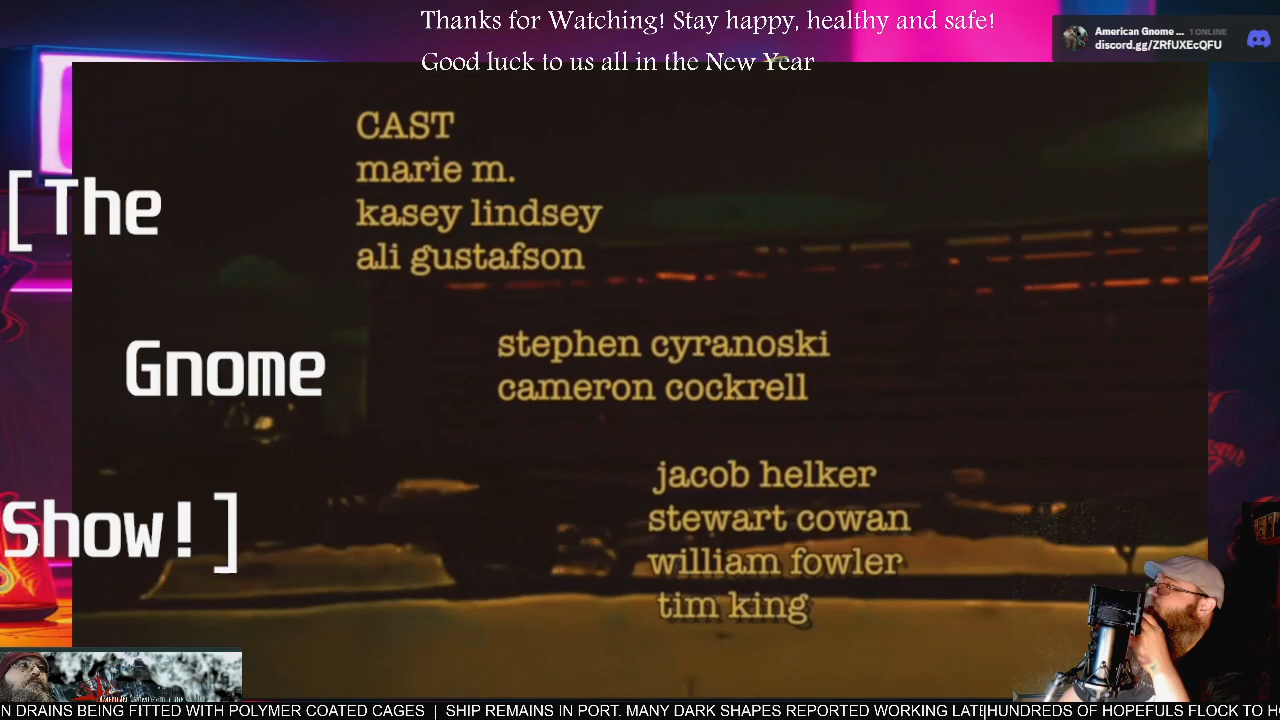 Thanks for Watching! Stay happy, healthy and safe!
Good luck to us all in the New Year
American Gnome ... 1 ONLINE
discord.gg/ZRfUXEcQFU
CAST
marie m.
kasey lindsey
ali gustafson
[The
Gnome
Show!]
stephen cyranoski
cameron cockrell
jacob helker
stewart cowan
william fowler
tim king
N DRAINS BEING FITTED WITH POLYMER COATED CAGES | SHIP REMAINS IN PORT. MANY DARK SHAPES REPORTED WORKING LATE|HUNDREDS OF HOPEFULS FLOCK TO H